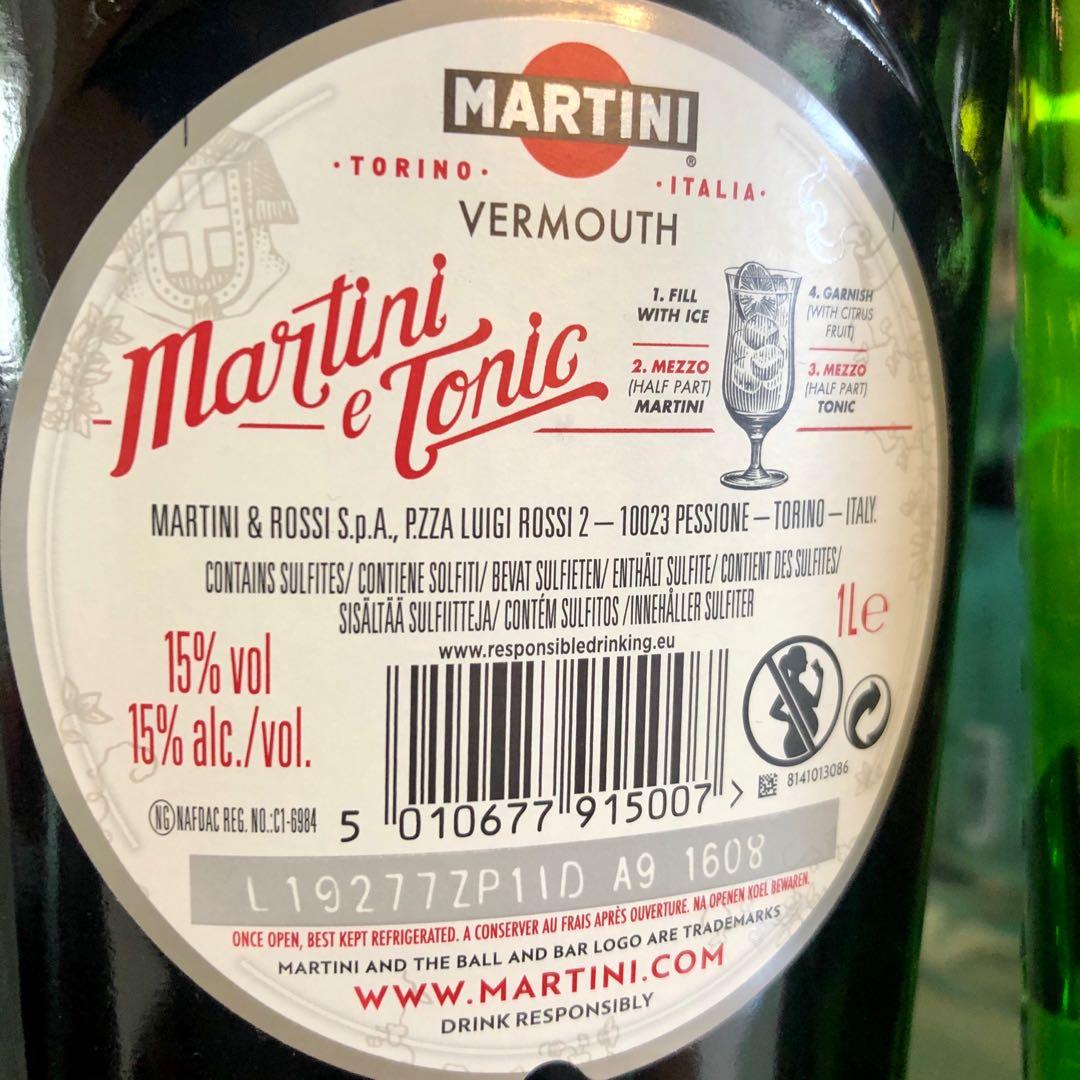 MARTINI
®
·TORINO·
·ITALIA·
VERMOUTH
Martini
e Tonic
1. FILL
WITH ICE
2. MEZZO
(HALF PART)
MARTINI
4. GARNISH
(WITH CITRUS
FRUIT)
3. MEZZO
(HALF PART)
TONIC
MARTINI & ROSSI S.p.A., P.ZZA LUIGI ROSSI 2 – 10023 PESSIONE – TORINO – ITALY.
CONTAINS SULFITES/ CONTIENE SOLFITI/ BEVAT SULFIETEN/ ENTHÄLT SULFITE/ CONTIENT DES SULFITES/
SISÄLTÄÄ SULFIITTEJA/ CONTÉM SULFITOS /INNEHÅLLER SULFITER
1L e
www.responsibledrinking.eu
15% vol
15% alc./vol.
8141013086
NG NAFDAC REG. NO.:C1-6984
5 010677 915007 >
L19277ZP11D A9 1608
ONCE OPEN, BEST KEPT REFRIGERATED. A CONSERVER AU FRAIS APRÈS OUVERTURE. NA OPENEN KOEL BEWAREN.
MARTINI AND THE BALL AND BAR LOGO ARE TRADEMARKS
WWW.MARTINI.COM
DRINK RESPONSIBLY